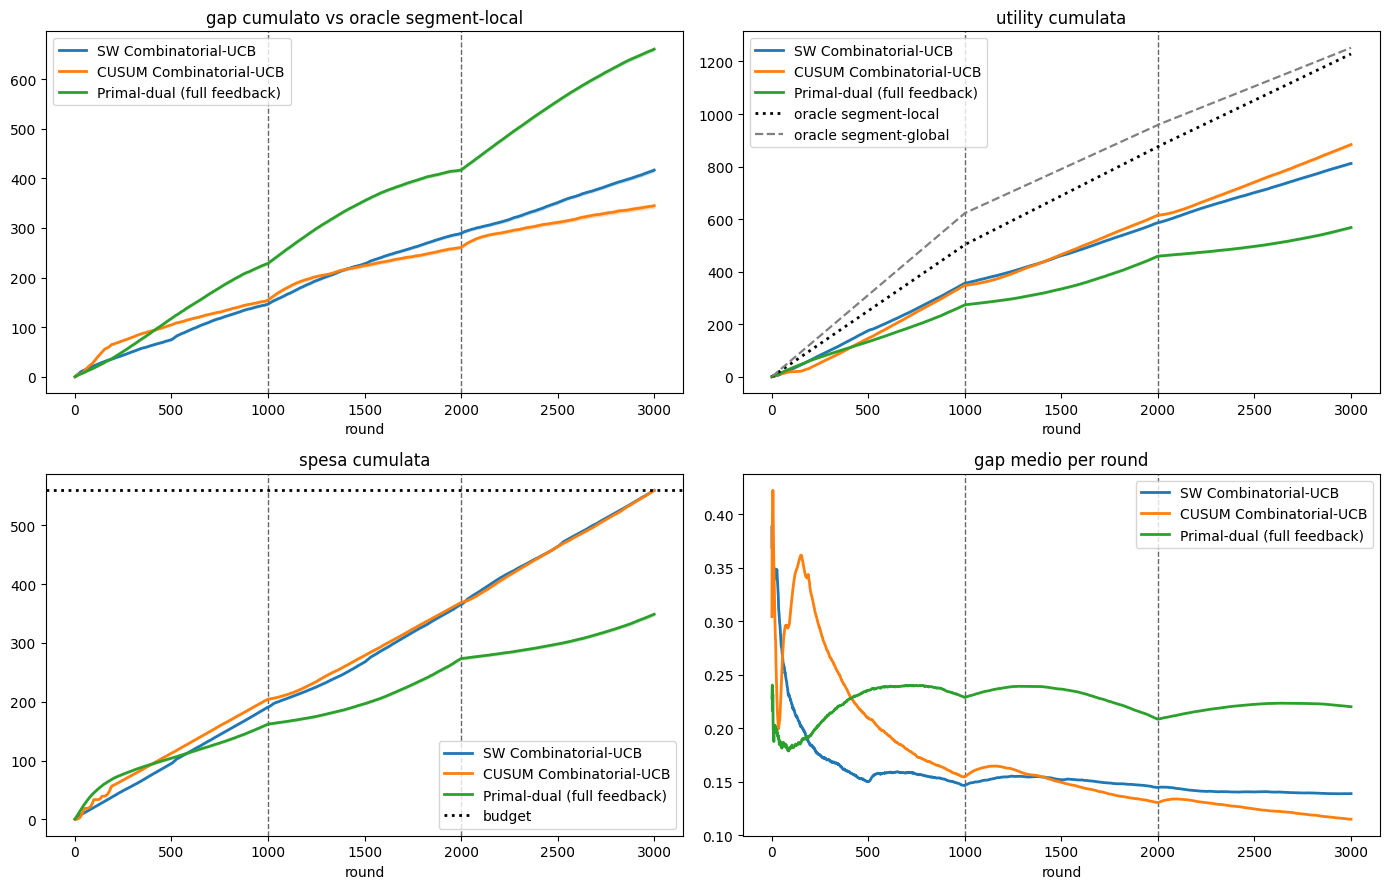 gap cumulato vs oracle segment-local
SW Combinatorial-UCB
CUSUM Combinatorial-UCB
Primal-dual (full feedback)
600
500
400
300
200
100
0
0 500 1000 1500 2000 2500 3000
round
utility cumulata
SW Combinatorial-UCB
CUSUM Combinatorial-UCB
Primal-dual (full feedback)
oracle segment-local
oracle segment-global
1200
1000
800
600
400
200
0
0 500 1000 1500 2000 2500 3000
round
spesa cumulata
500
400
300
200
100
0
SW Combinatorial-UCB
CUSUM Combinatorial-UCB
Primal-dual (full feedback)
budget
0 500 1000 1500 2000 2500 3000
round
gap medio per round
SW Combinatorial-UCB
CUSUM Combinatorial-UCB
Primal-dual (full feedback)
0.40
0.35
0.30
0.25
0.20
0.15
0.10
0 500 1000 1500 2000 2500 3000
round